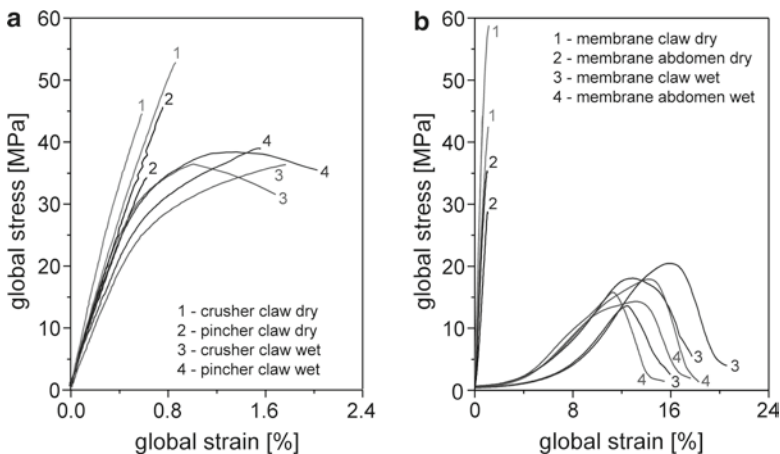 a
global stress [MPa]
60
50
40
30
20
10
0
0.0
0.8
1.6
2.4
global strain [%]
1
1
2
2
4
4
3
3
1 - crusher claw dry
2 - pincher claw dry
3 - crusher claw wet
4 - pincher claw wet
b
global stress [MPa]
60
50
40
30
20
10
0
0
8
16
24
global strain [%]
1
1
2
2
1 - membrane claw dry
2 - membrane abdomen dry
3 - membrane claw wet
4 - membrane abdomen wet
4
3
3
4
3
4